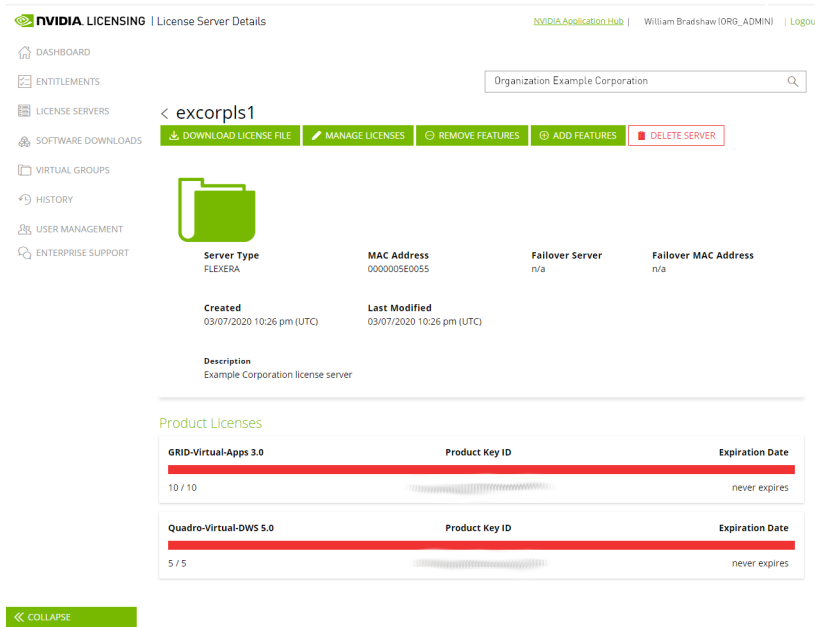 NVIDIA. LICENSING | License Server Details
NVIDIA Application Hub | William Bradshaw (ORG_ADMIN) | Logou
DASHBOARD
ENTITLEMENTS
Organization Example Corporation
LICENSE SERVERS
< excorpls1
SOFTWARE DOWNLOADS
DOWNLOAD LICENSE FILE MANAGE LICENSES REMOVE FEATURES ADD FEATURES DELETE SERVER
VIRTUAL GROUPS
HISTORY
USER MANAGEMENT
ENTERPRISE SUPPORT
Server Type MAC Address Failover Server Failover MAC Address
FLEXERA 0000005E0055 n/a n/a
Created Last Modified
03/07/2020 10:26 pm (UTC) 03/07/2020 10:26 pm (UTC)
Description
Example Corporation license server
Product Licenses
GRID-Virtual-Apps 3.0 Product Key ID Expiration Date
10 / 10 never expires
Quadro-Virtual-DWS 5.0 Product Key ID Expiration Date
5 / 5 never expires
COLLAPSE